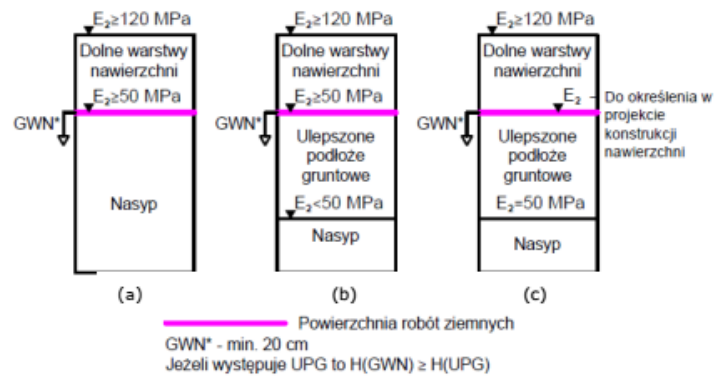 E₂≥120 MPa
Dolne warstwy
nawierzchni
E₂≥50 MPa
GWN*
Nasyp
(a)
E₂≥120 MPa
Dolne warstwy
nawierzchni
E₂≥50 MPa
GWN*
Ulepszone
podłoże
gruntowe
E₂<50 MPa
Nasyp
(b)
E₂≥120 MPa
Dolne warstwy
nawierzchni
E₂
Do określenia w
projekcie
konstrukcji
nawierzchni
GWN*
Ulepszone
podłoże
gruntowe
E₂=50 MPa
Nasyp
(c)
Powierzchnia robót ziemnych
GWN* - min. 20 cm
Jeżeli występuje UPG to H(GWN) ≥ H(UPG)